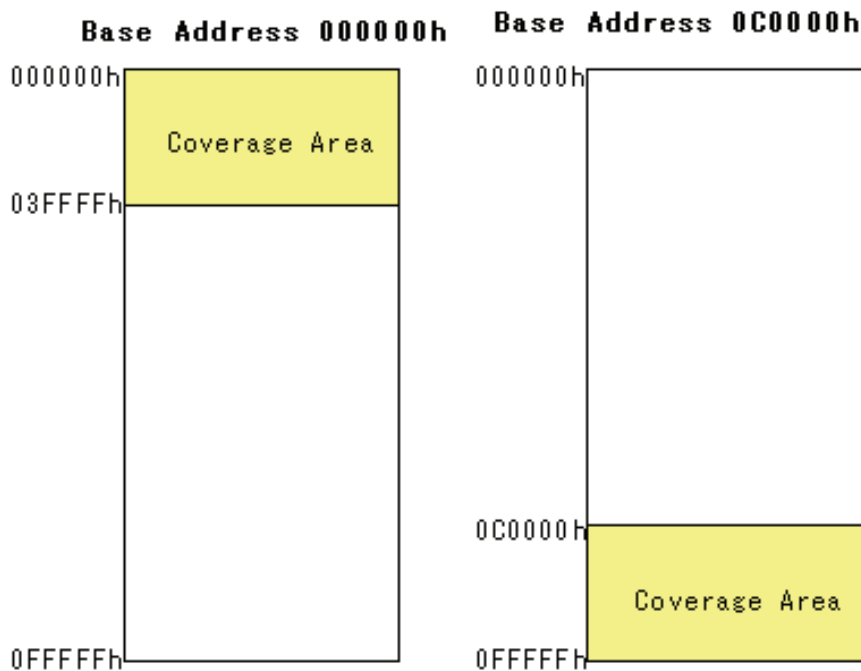 Base Address 000000h
000000h
Coverage Area
03FFFFh
0FFFFFh
Base Address 0C0000h
000000h
0C0000h
Coverage Area
0FFFFFh